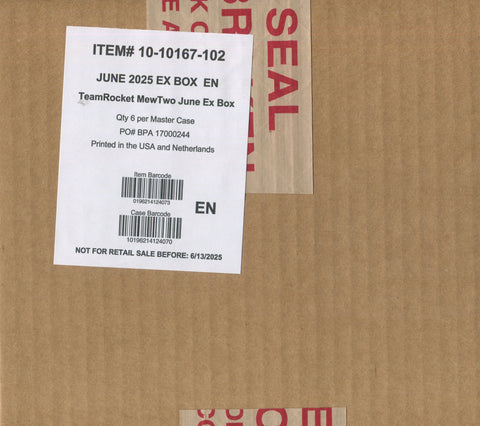 ITEM# 10-10167-102
JUNE 2025 EX BOX EN
TeamRocket MewTwo June Ex Box
Qty 6 per Master Case
PO# BPA 17000244
Printed in the USA and Netherlands
Item Barcode
0196214124073
EN
Case Barcode
10196214124070
NOT FOR RETAIL SALE BEFORE: 6/13/2025
SEAL